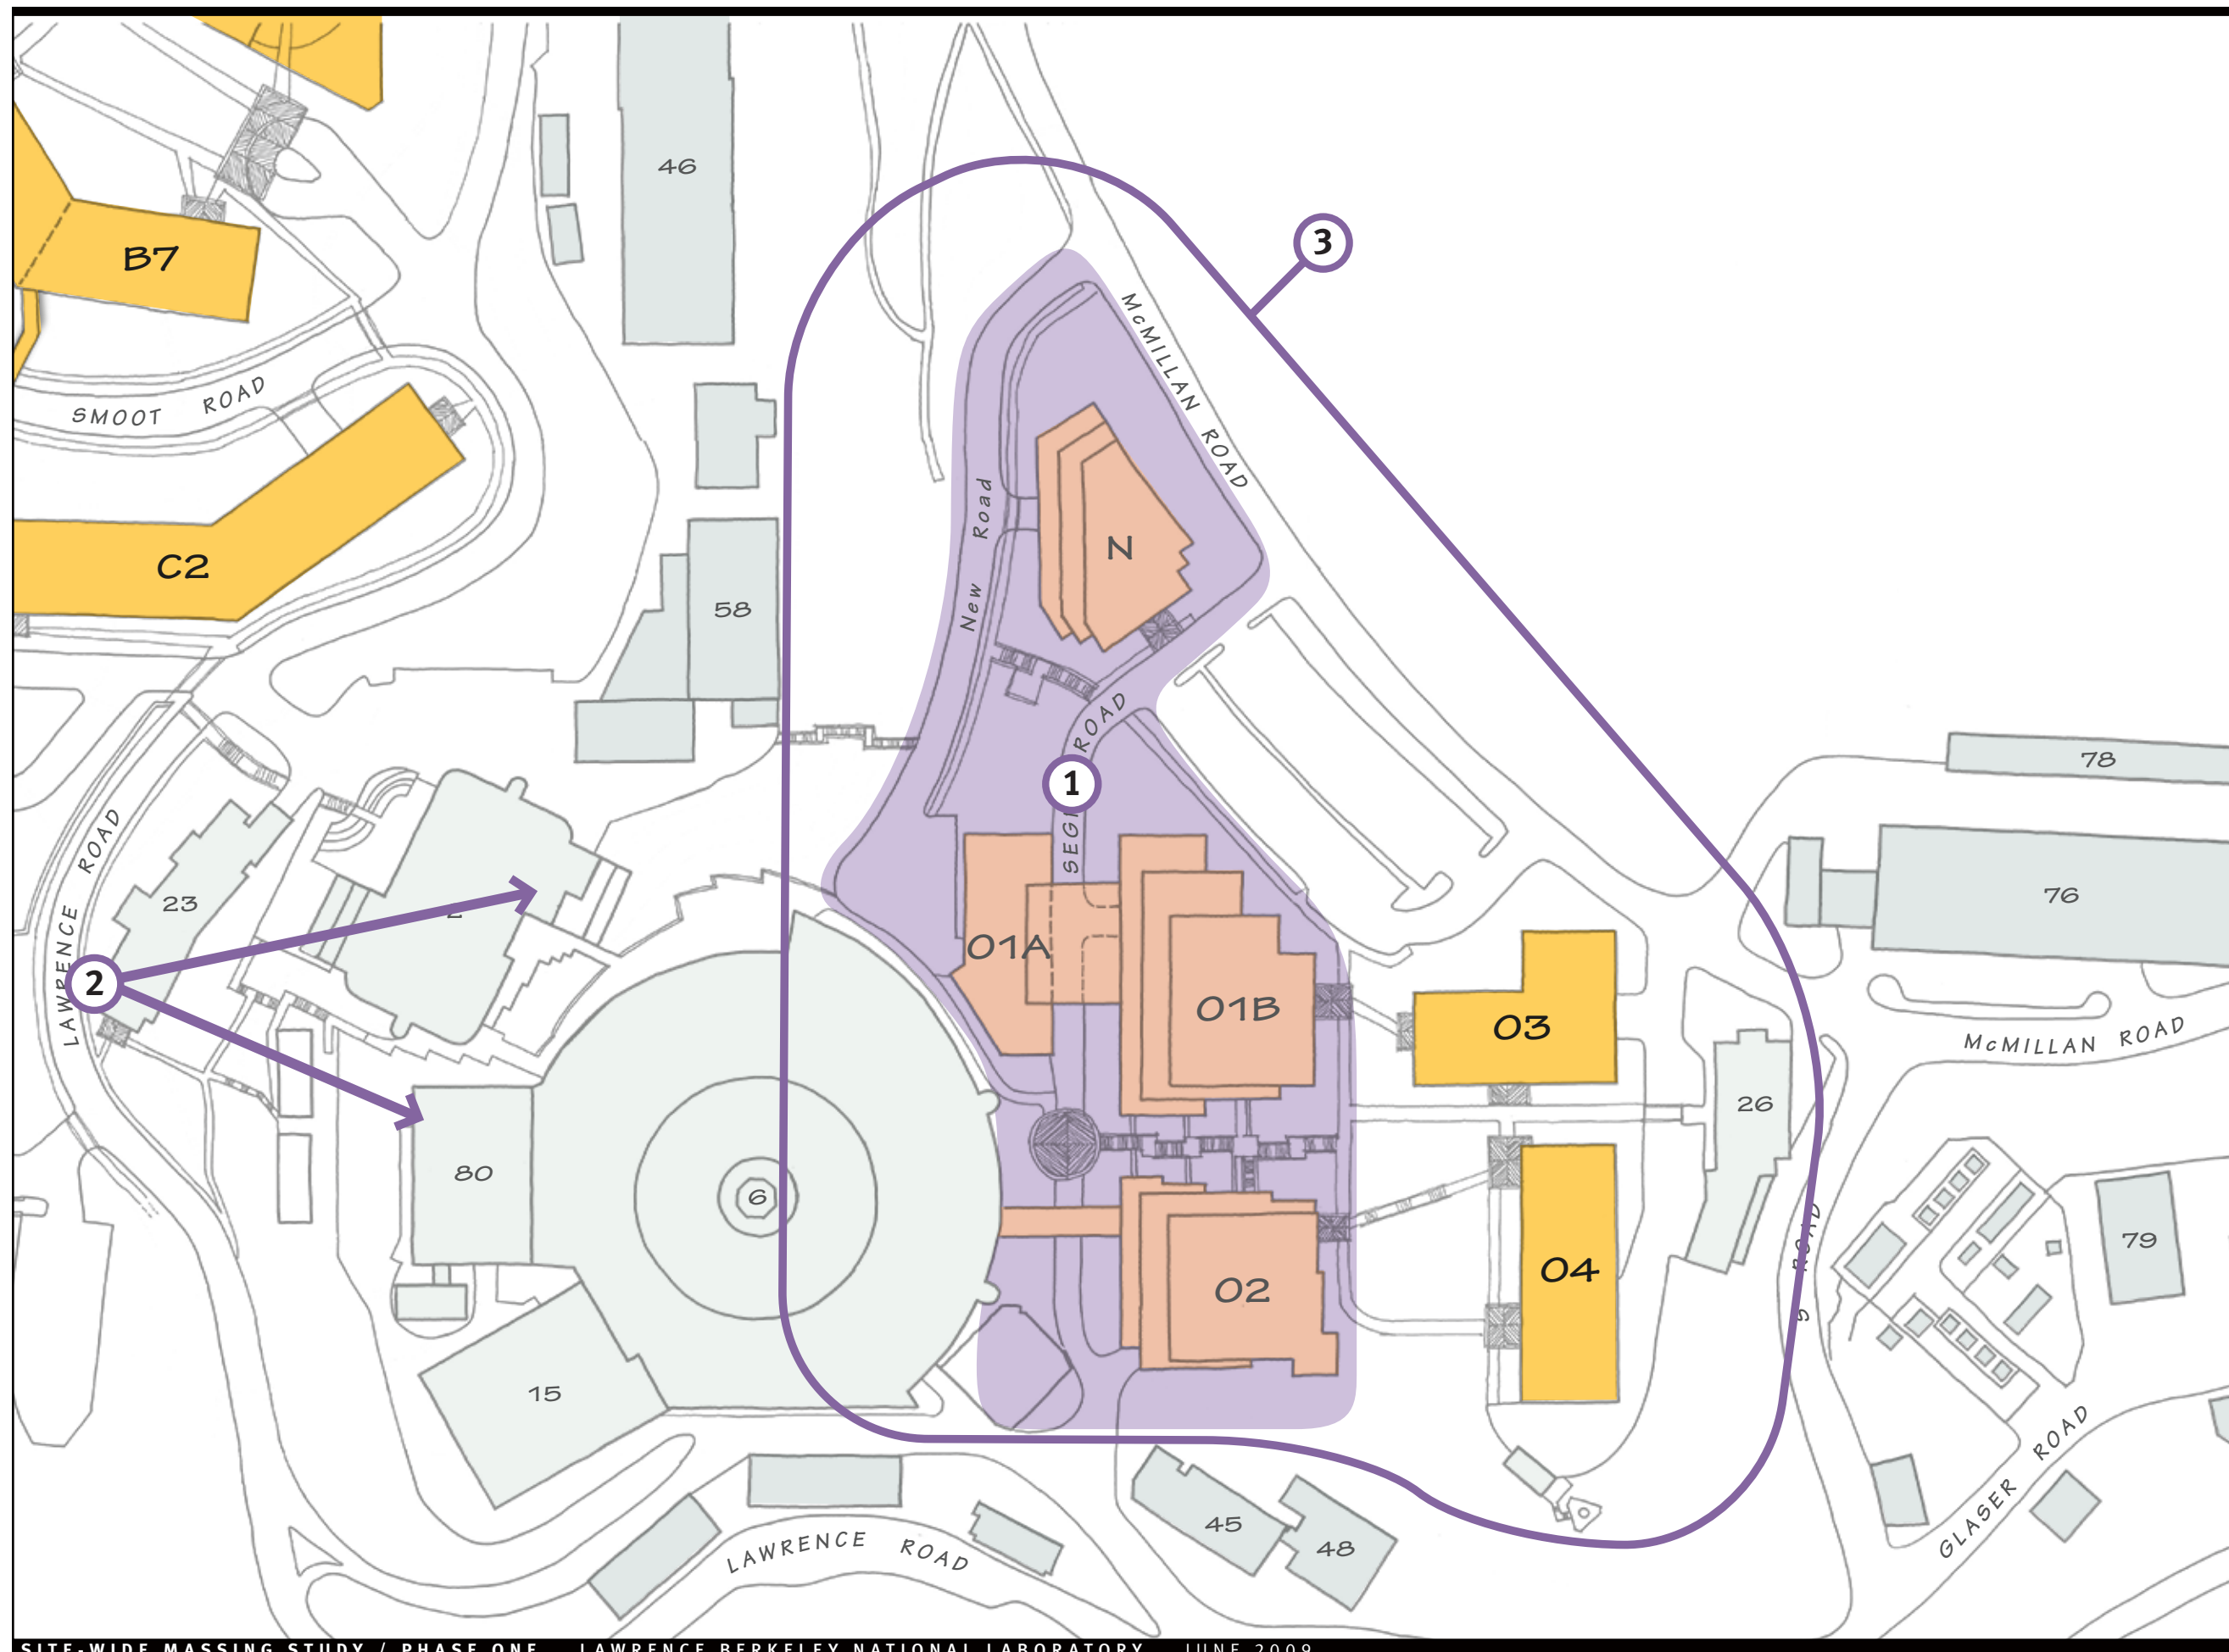 46
3
B7
McMILLAN ROAD
SMOOT ROAD
New Road
N
C2
58
ROAD
1
78
LAWRENCE ROAD
23
76
O1A
O1B
2
O3
McMILLAN ROAD
26
80
6
ROAD
79
O4
O2
15
GLASER ROAD
45
48
LAWRENCE ROAD
SITE-WIDE MASSING STUDY / PHASE ONE LAWRENCE BERKELEY NATIONAL LABORATORY JUNE 2009